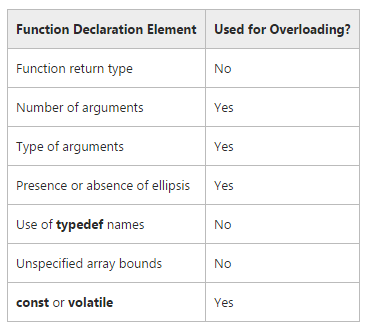 Function Declaration Element Used for Overloading?
Function return type No
Number of arguments Yes
Type of arguments Yes
Presence or absence of ellipsis Yes
Use of typedef names No
Unspecified array bounds No
const or volatile Yes